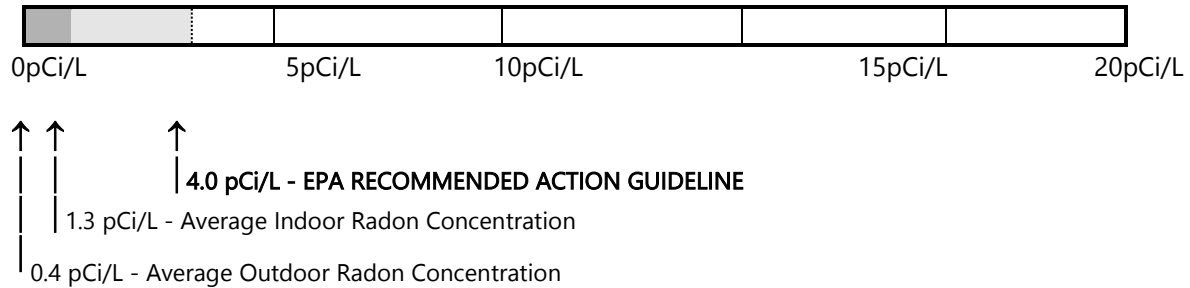 0pCi/L 5pCi/L 10pCi/L 15pCi/L 20pCi/L
4.0 pCi/L - EPA RECOMMENDED ACTION GUIDELINE
1.3 pCi/L - Average Indoor Radon Concentration
0.4 pCi/L - Average Outdoor Radon Concentration